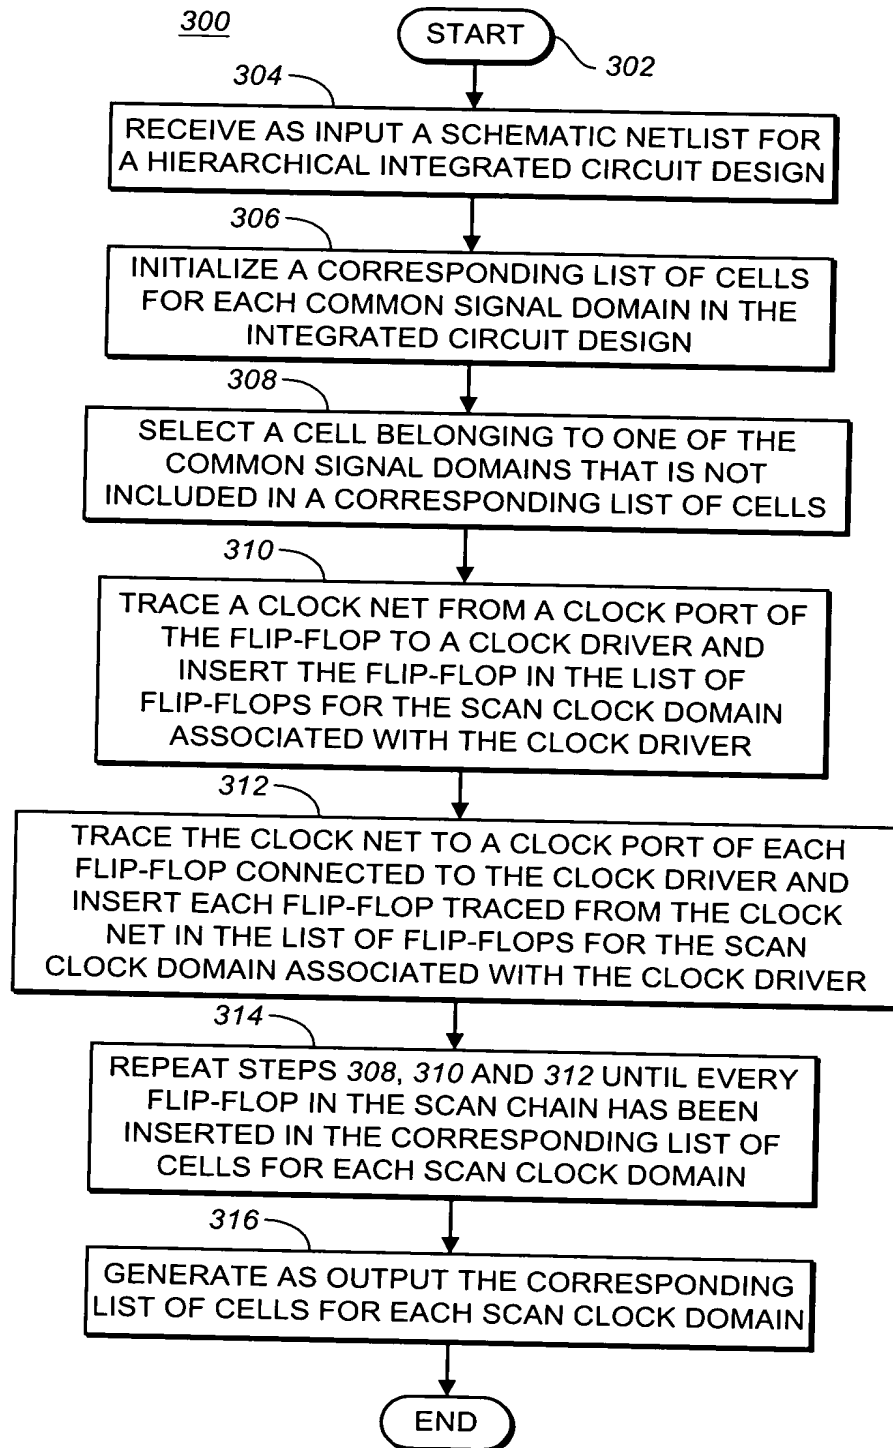 300
START
302
304
RECEIVE AS INPUT A SCHEMATIC NETLIST FOR
A HIERARCHICAL INTEGRATED CIRCUIT DESIGN
306
INITIALIZE A CORRESPONDING LIST OF CELLS
FOR EACH COMMON SIGNAL DOMAIN IN THE
INTEGRATED CIRCUIT DESIGN
308
SELECT A CELL BELONGING TO ONE OF THE
COMMON SIGNAL DOMAINS THAT IS NOT
INCLUDED IN A CORRESPONDING LIST OF CELLS
310
TRACE A CLOCK NET FROM A CLOCK PORT OF
THE FLIP-FLOP TO A CLOCK DRIVER AND
INSERT THE FLIP-FLOP IN THE LIST OF
FLIP-FLOPS FOR THE SCAN CLOCK DOMAIN
ASSOCIATED WITH THE CLOCK DRIVER
312
TRACE THE CLOCK NET TO A CLOCK PORT OF EACH
FLIP-FLOP CONNECTED TO THE CLOCK DRIVER AND
INSERT EACH FLIP-FLOP TRACED FROM THE CLOCK
NET IN THE LIST OF FLIP-FLOPS FOR THE SCAN
CLOCK DOMAIN ASSOCIATED WITH THE CLOCK DRIVER
314
REPEAT STEPS 308, 310 AND 312 UNTIL EVERY
FLIP-FLOP IN THE SCAN CHAIN HAS BEEN
INSERTED IN THE CORRESPONDING LIST OF
CELLS FOR EACH SCAN CLOCK DOMAIN
316
GENERATE AS OUTPUT THE CORRESPONDING
LIST OF CELLS FOR EACH SCAN CLOCK DOMAIN
END